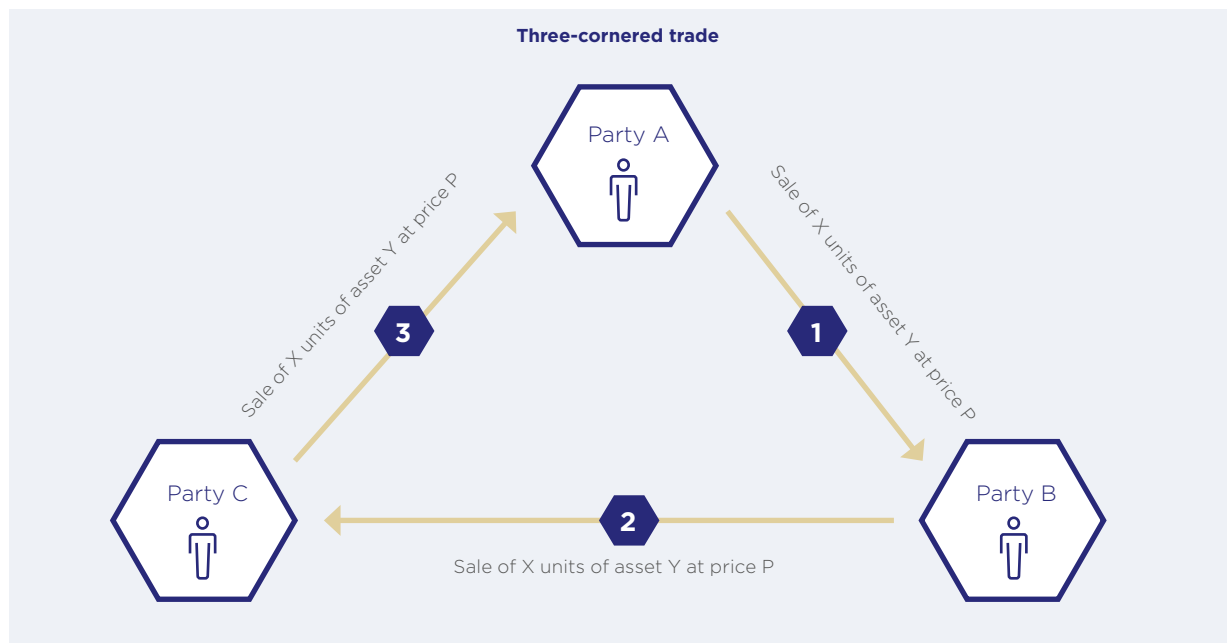 Three-cornered trade
Party A
Sale of X units of asset Y at price P
1
Party B
2
Sale of X units of asset Y at price P
Party C
3
Sale of X units of asset Y at price P